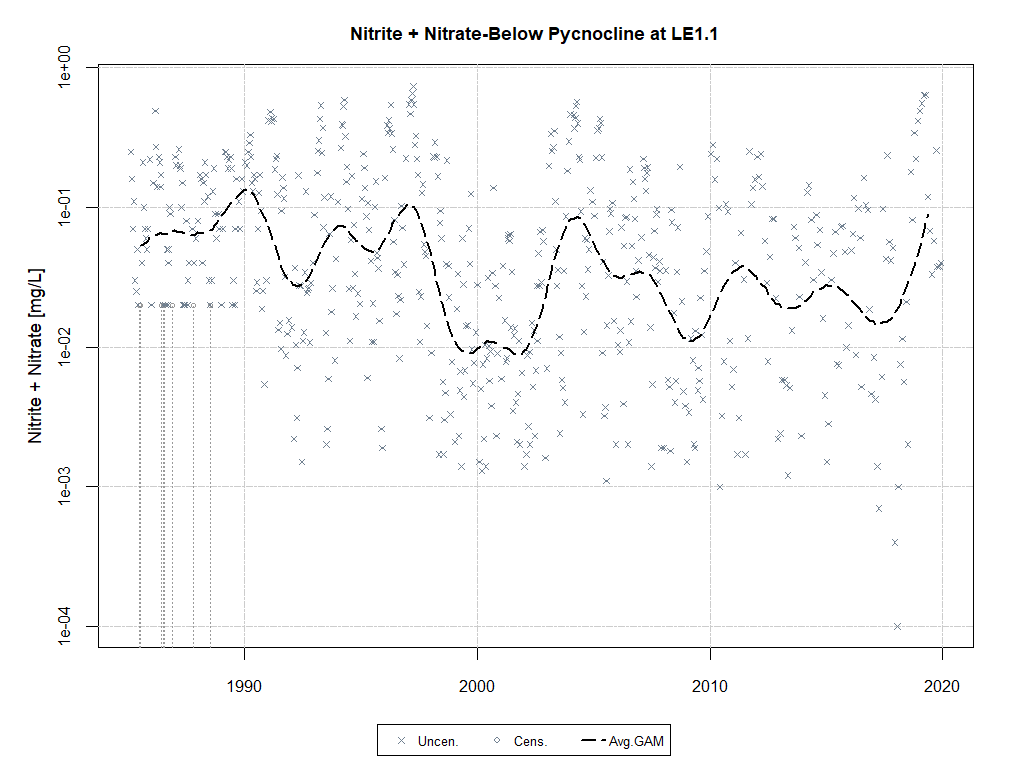 Nitrite + Nitrate-Below Pycnocline at LE1.1
Nitrite + Nitrate [mg/L]
1e+00
1e-01
1e-02
1e-03
1e-04
1990
2000
2010
2020
Uncen.
Cens.
Avg.GAM